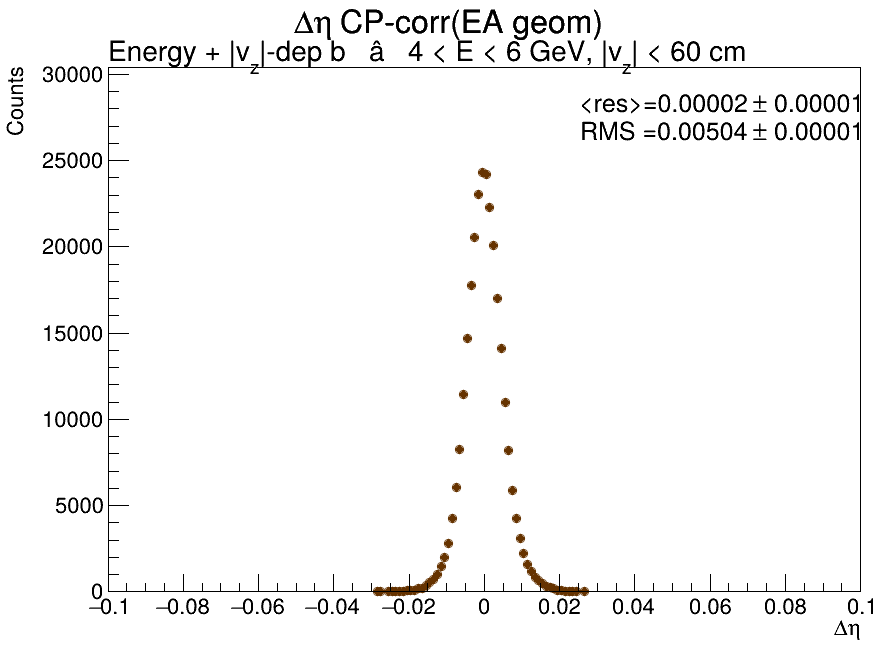 Δη CP-corr(EA geom)
Energy + |v_z|-dep b â 4 < E < 6 GeV, |v_z| < 60 cm
<res>=0.00002 ± 0.00001
RMS =0.00504 ± 0.00001
Counts
30000
25000
20000
15000
10000
5000
0
−0.1 −0.08 −0.06 −0.04 −0.02 0 0.02 0.04 0.06 0.08 0.1
Δη